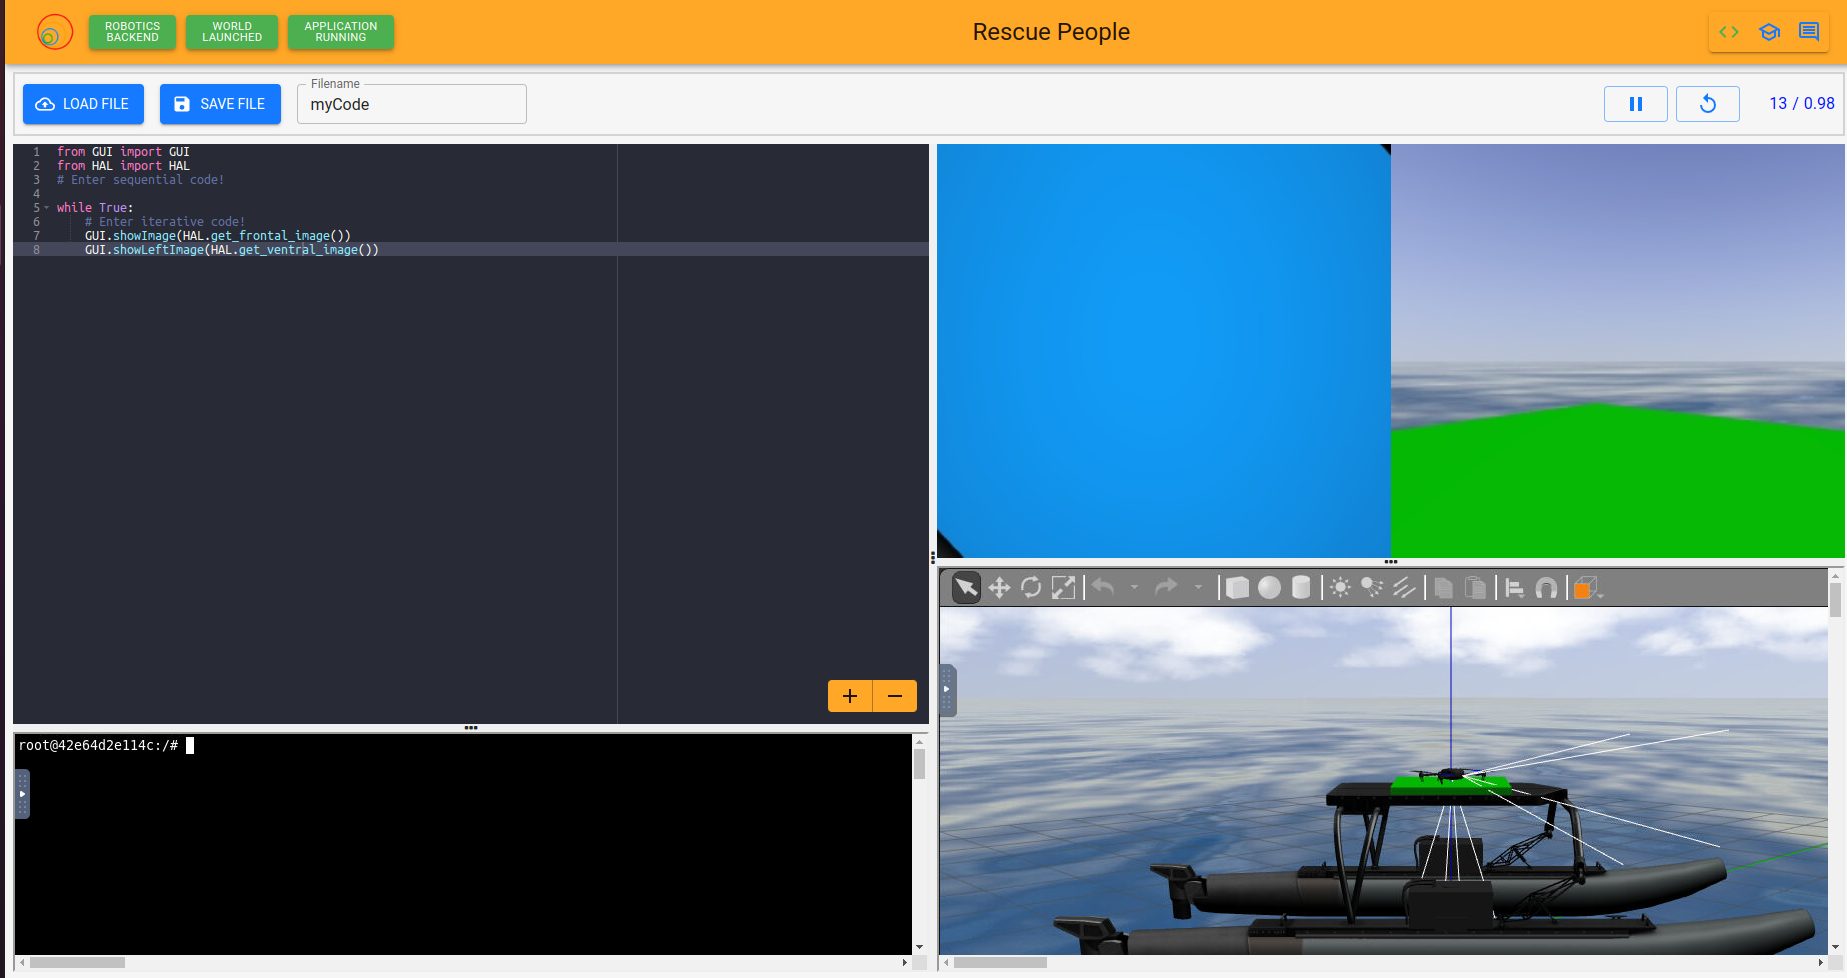 ROBOTICS
BACKEND
WORLD
LAUNCHED
APPLICATION
RUNNING
Rescue People
LOAD FILE
SAVE FILE
Filename
myCode
13 / 0.98
1 from GUI import GUI
2 from HAL import HAL
3 # Enter sequential code!
4
5 while True:
6 # Enter iterative code!
7 GUI.showImage(HAL.get_frontal_image())
8 GUI.showLeftImage(HAL.get_ventral_image())
root@42e64d2e114c:/#